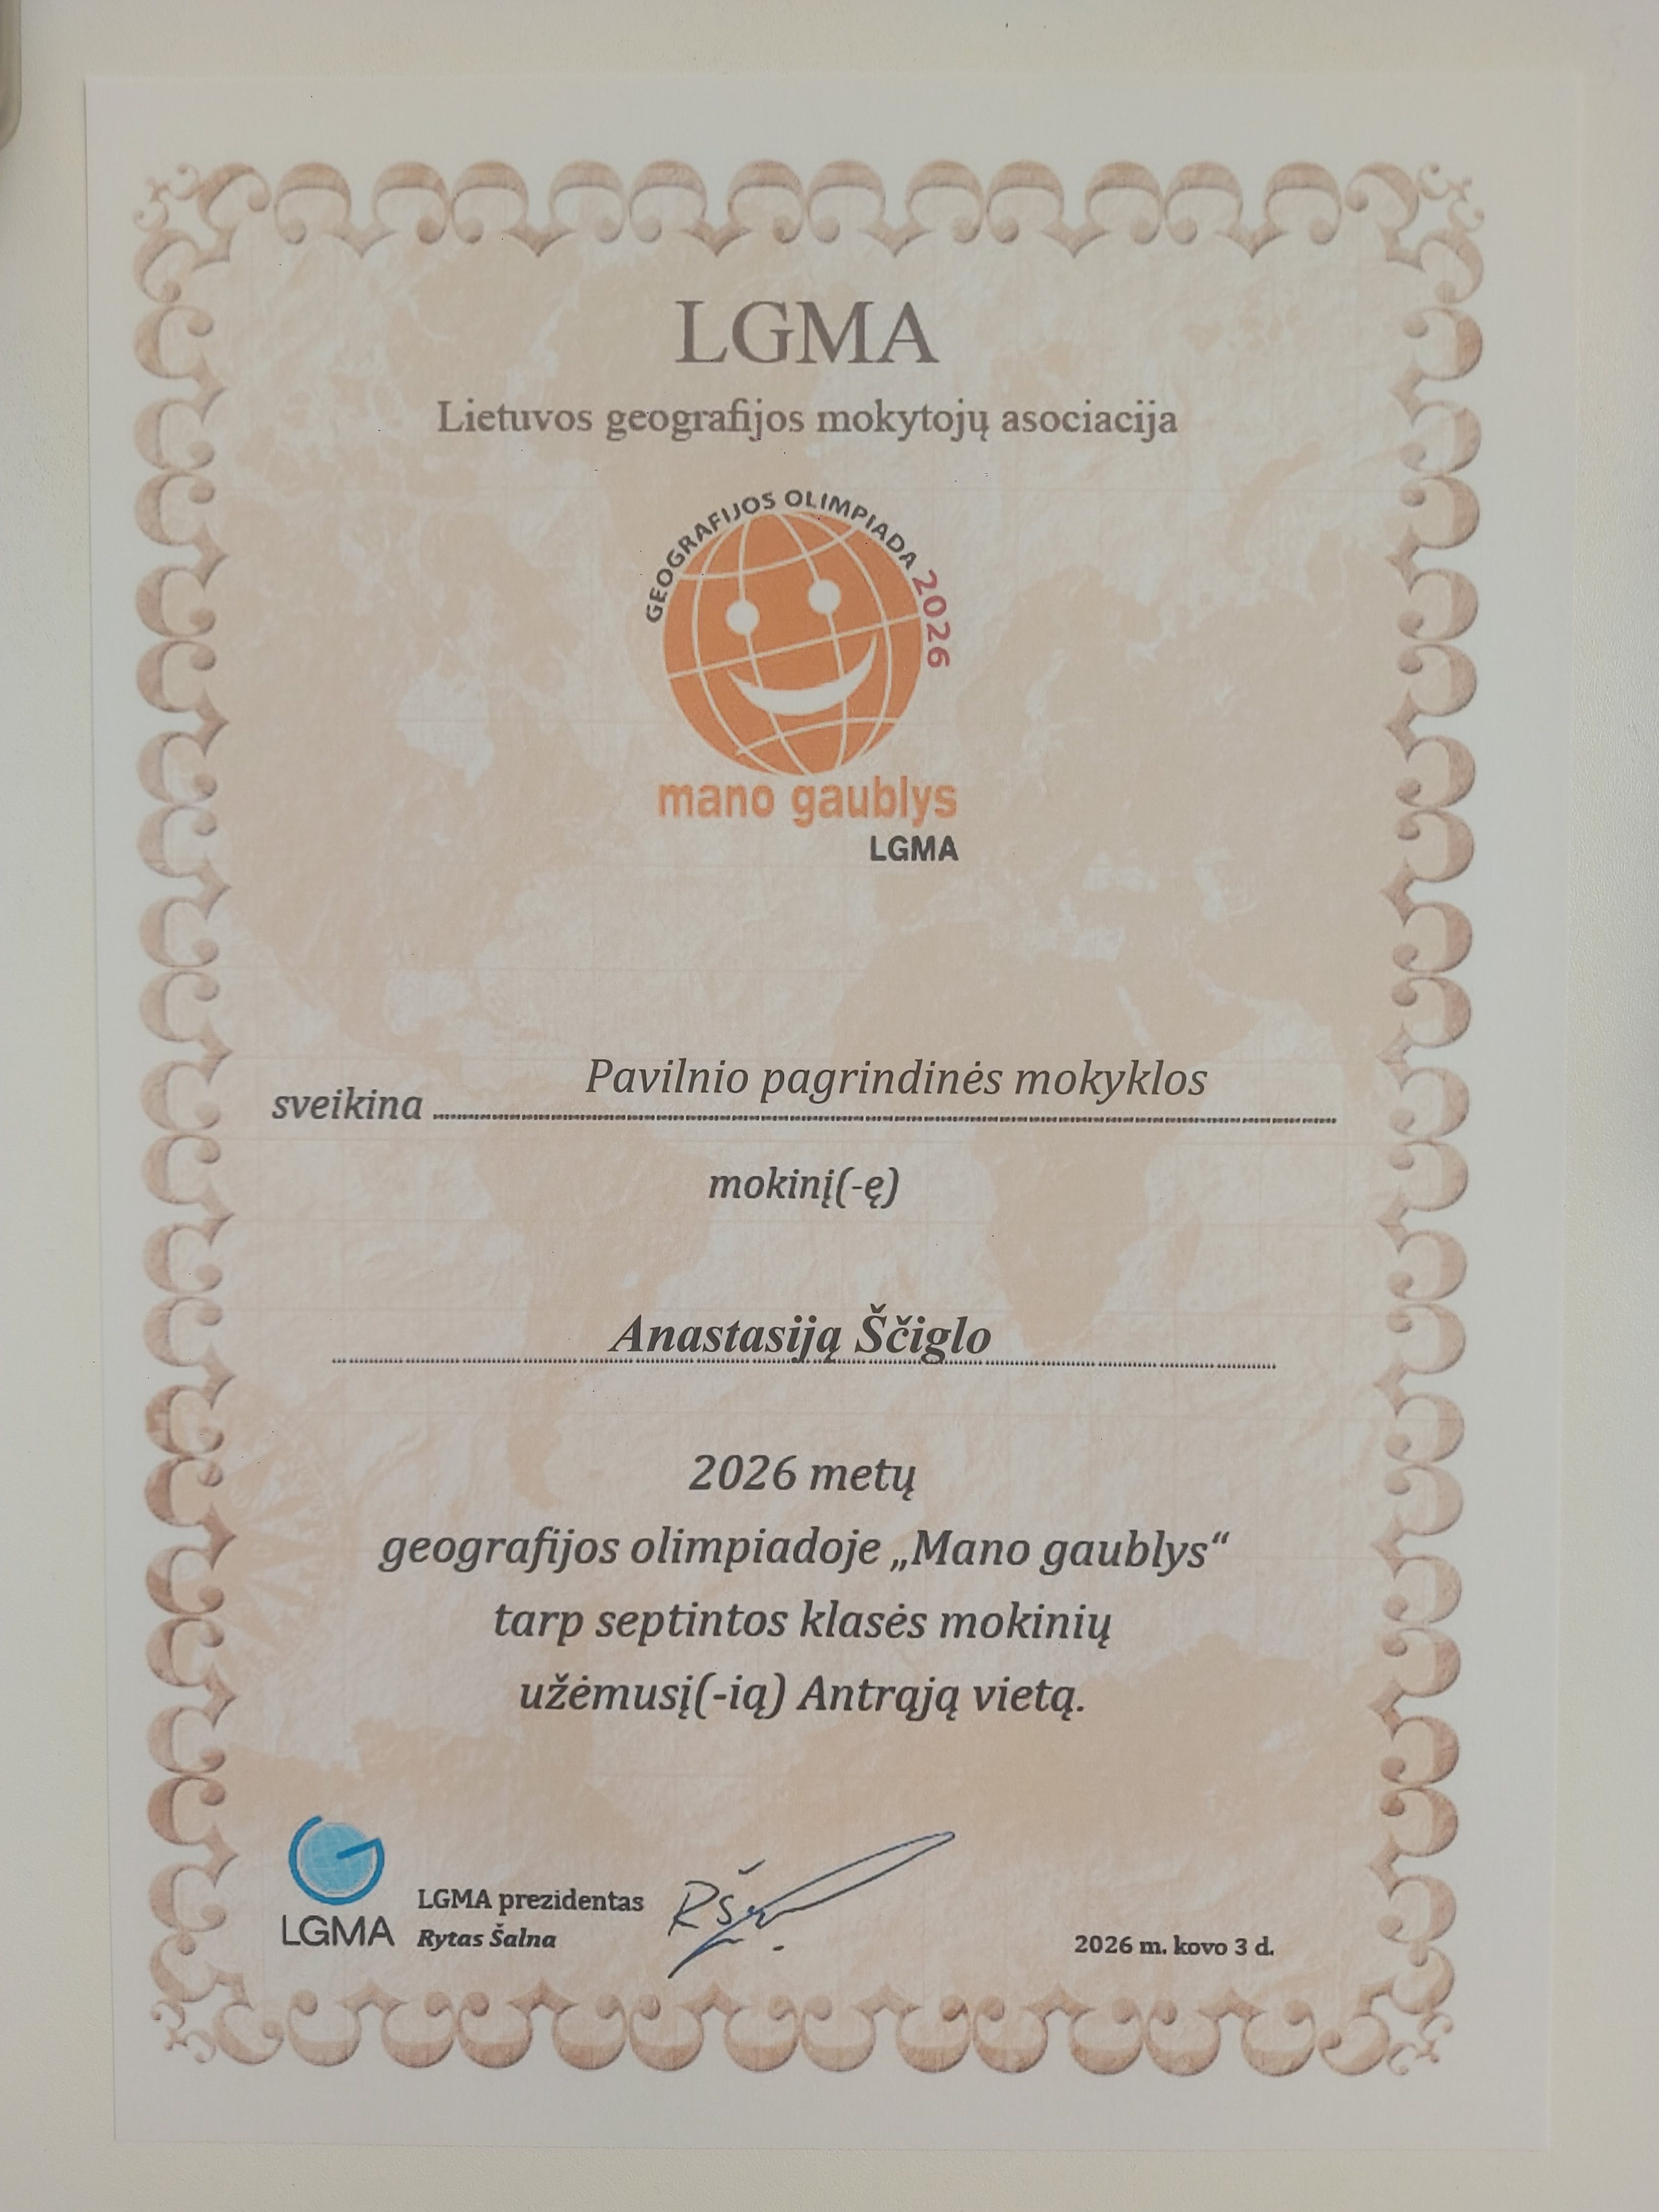 LGMA
Lietuvos geografijos mokytojų asociacija
GEOGRAFIJOS OLIMPIADA 2026
mano gaublys
LGMA
Pavilnio pagrindinės mokyklos
sveikina
mokinį(-ę)
Anastasiją Ščiglo
2026 metų
geografijos olimpiadoje „Mano gaublys“
tarp septintos klasės mokinių
užėmusį(-ią) Antrąją vietą.
LGMA
LGMA prezidentas
Rytas Šalna
2026 m. kovo 3 d.